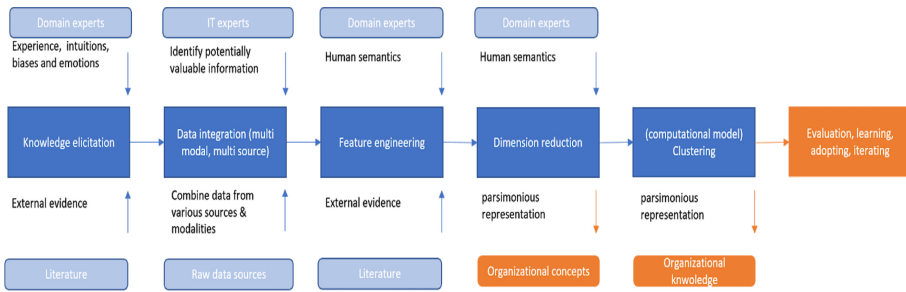 Domain experts
IT experts
Domain experts
Domain experts
Experience, intuitions,
biases and emotions
Identify potentially
valuable information
Human semantics
Human semantics
Knowledge elicitation
Data integration (multi
modal, multi source)
Feature engineering
Dimension reduction
(computational model)
Clustering
Evaluation, learning,
adopting, iterating
External evidence
Combine data from
various sources &
modalities
External evidence
parsimonious
representation
parsimonious
representation
Literature
Raw data sources
Literature
Organizational concepts
Organizational
knwoledge